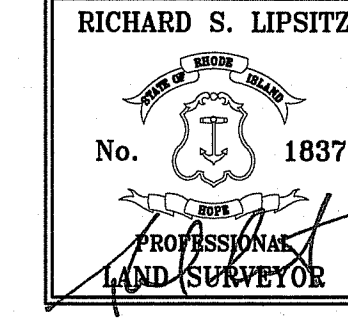 RICHARD S. LIPSITZ
STATE OF RHODE ISLAND
No. 1837
HOPE
PROFESSIONAL
LAND SURVEYOR